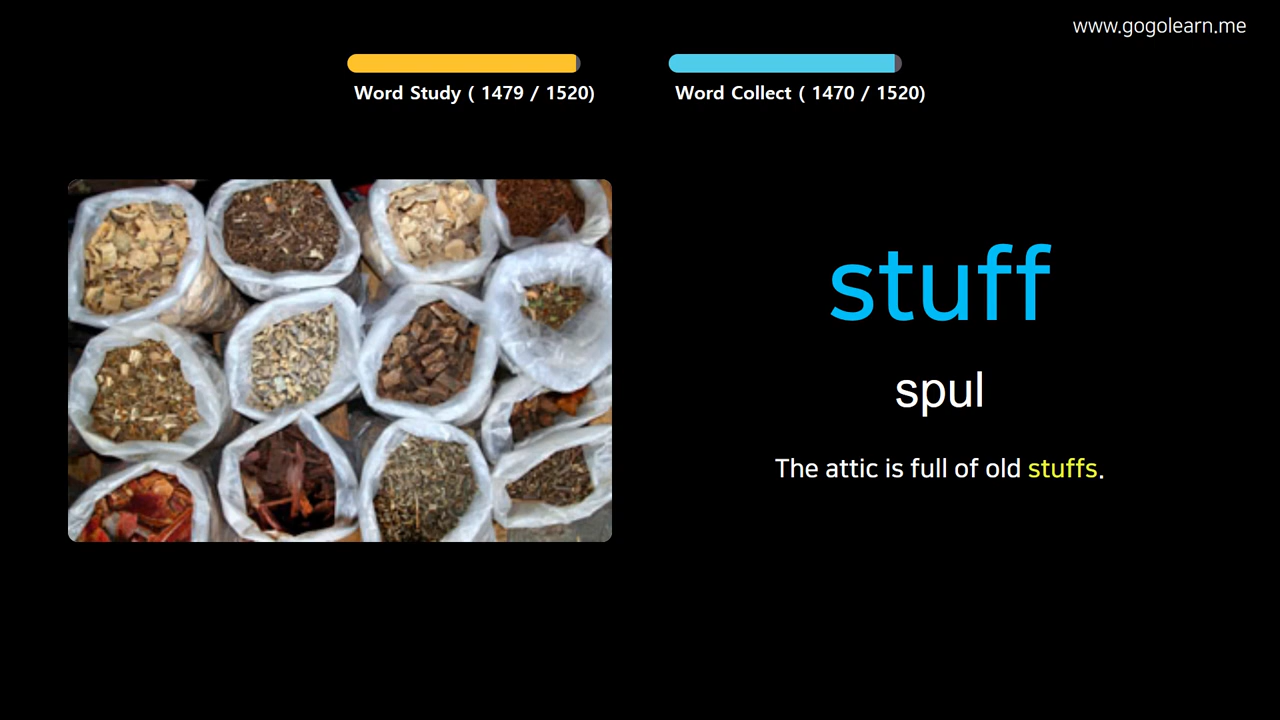 www.gogolearn.me
Word Study ( 1479 / 1520)
Word Collect ( 1470 / 1520)
stuff
spul
The attic is full of old stuffs.